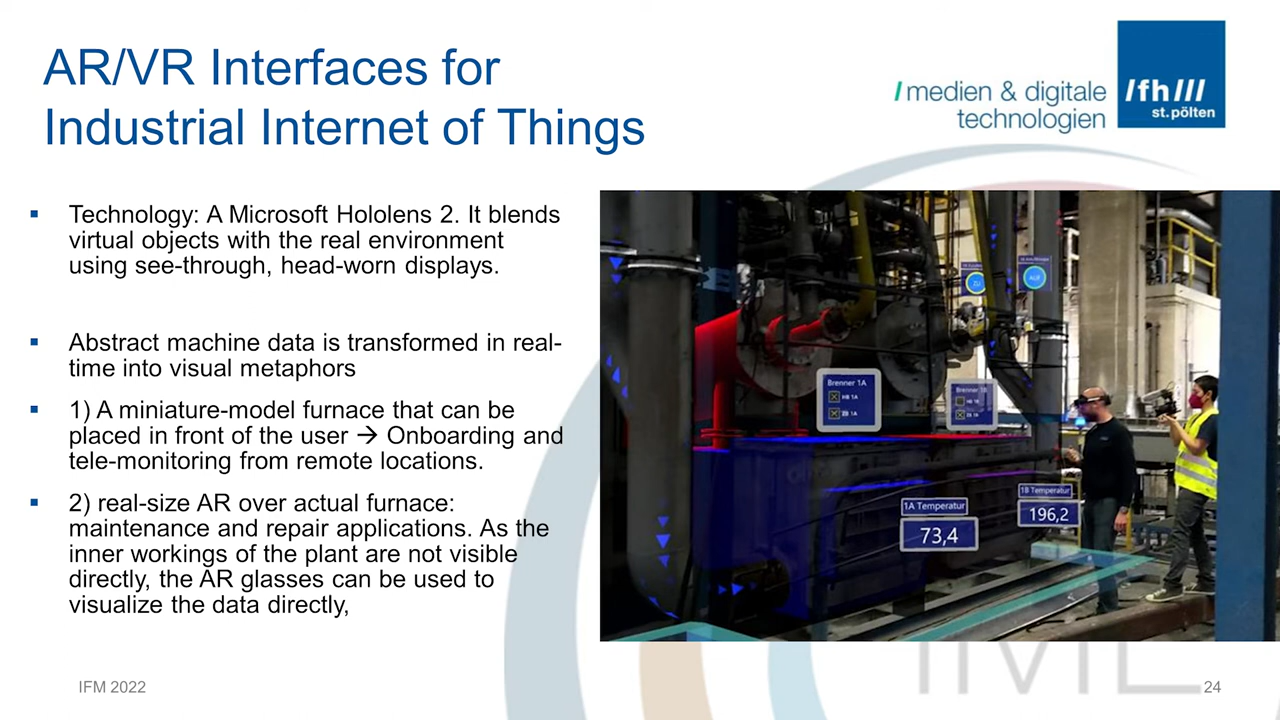 AR/VR Interfaces for
Industrial Internet of Things
/ medien & digitale
technologien
/fh///
st.pölten
▪ Technology: A Microsoft Hololens 2. It blends
virtual objects with the real environment
using see-through, head-worn displays.
▪ Abstract machine data is transformed in real-
time into visual metaphors
▪ 1) A miniature-model furnace that can be
placed in front of the user → Onboarding and
tele-monitoring from remote locations.
▪ 2) real-size AR over actual furnace:
maintenance and repair applications. As the
inner workings of the plant are not visible
directly, the AR glasses can be used to
visualize the data directly,
ZU
AUF
Brenner 1A
HB 1A
ZB 1A
Brenner 1B
1A Temperatur
73,4
1B Temperatur
196,2
IFM 2022
24